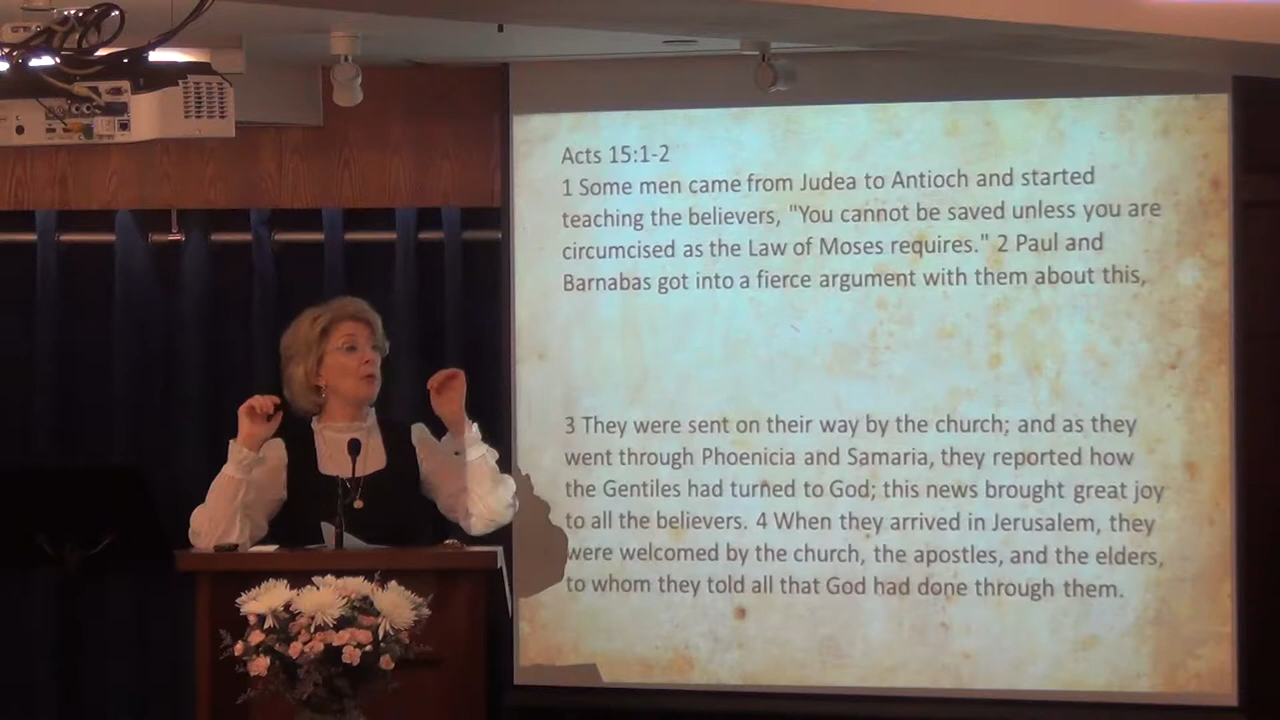 Acts 15:1-2
1 Some men came from Judea to Antioch and started
teaching the believers, "You cannot be saved unless you are
circumcised as the Law of Moses requires." 2 Paul and
Barnabas got into a fierce argument with them about this,
3 They were sent on their way by the church; and as they
went through Phoenicia and Samaria, they reported how
the Gentiles had turned to God; this news brought great joy
to all the believers. 4 When they arrived in Jerusalem, they
were welcomed by the church, the apostles, and the elders,
to whom they told all that God had done through them.